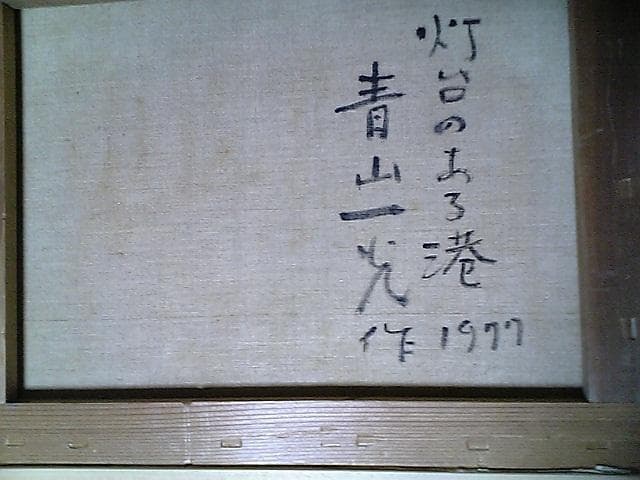 灯台のある港
1977
青山一光
作